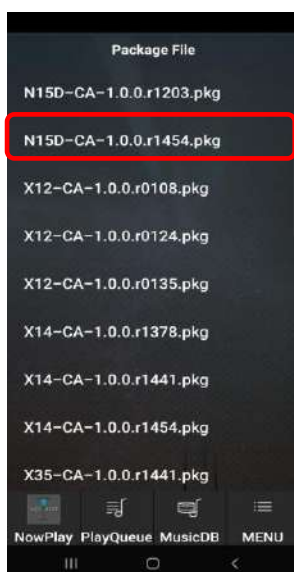 Package File
N15D-CA-1.0.0.r1203.pkg
N15D-CA-1.0.0.r1454.pkg
X12-CA-1.0.0.r0108.pkg
X12-CA-1.0.0.r0124.pkg
X12-CA-1.0.0.r0135.pkg
X14-CA-1.0.0.r1378.pkg
X14-CA-1.0.0.r1441.pkg
X14-CA-1.0.0.r1454.pkg
X35-CA-1.0.0.r1441.pkg
NowPlay PlayQueue MusicDB MENU